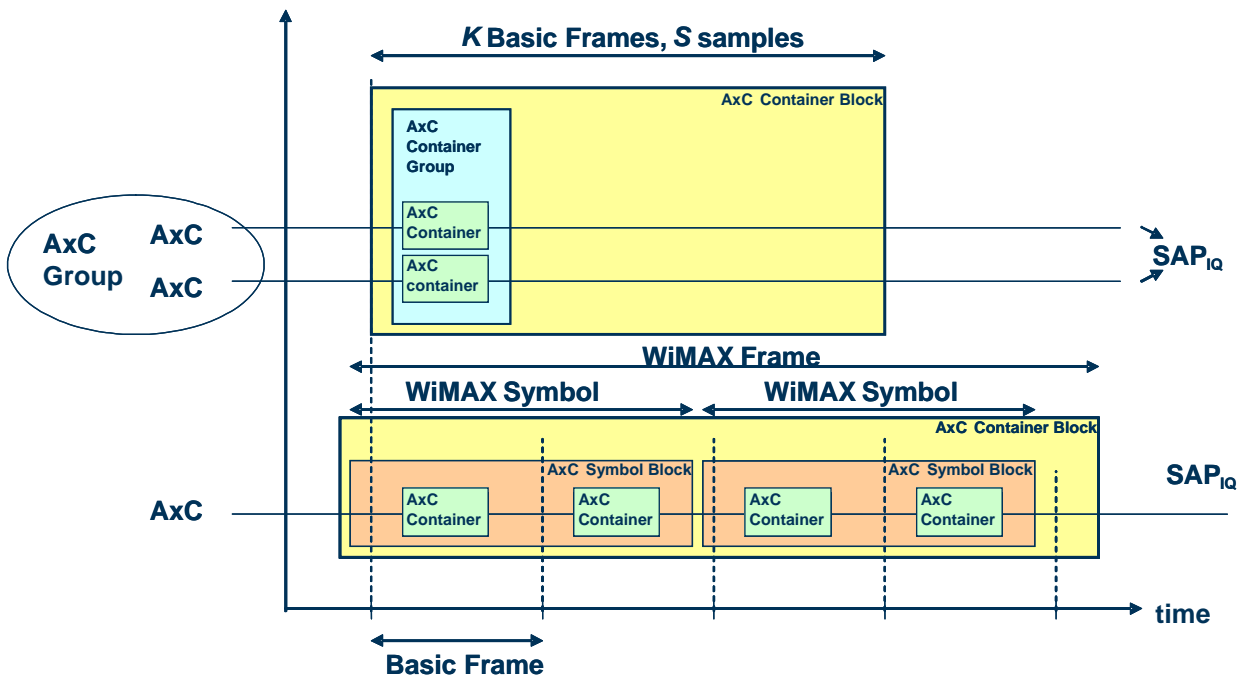 K Basic Frames, S samples
AxC Container Block
AxC
Container
Group
AxC
Container
AxC
container
AxC
Group
AxC
AxC
SAPIQ
WiMAX Frame
WiMAX Symbol
WiMAX Symbol
AxC Container Block
AxC Symbol Block
AxC Symbol Block
AxC
Container
AxC
Container
AxC
Container
AxC
Container
AxC
SAPIQ
time
Basic Frame